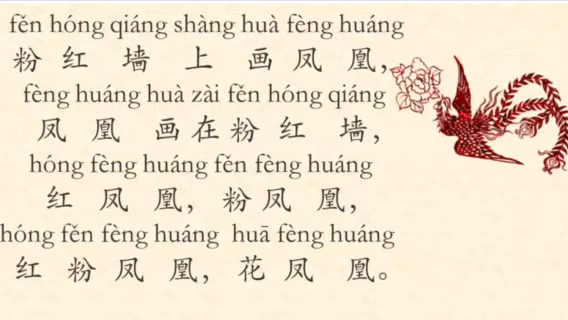 fěn hóng qiáng shàng huà fèng huáng
粉 红 墙 上 画 凤 凰，
fèng huáng huà zài fěn hóng qiáng
凤 凰 画 在 粉 红 墙，
hóng fèng huáng fěn fèng huáng
红 凤 凰， 粉 凤 凰，
hóng fěn fèng huáng huā fèng huáng
红 粉 凤 凰， 花 凤 凰。